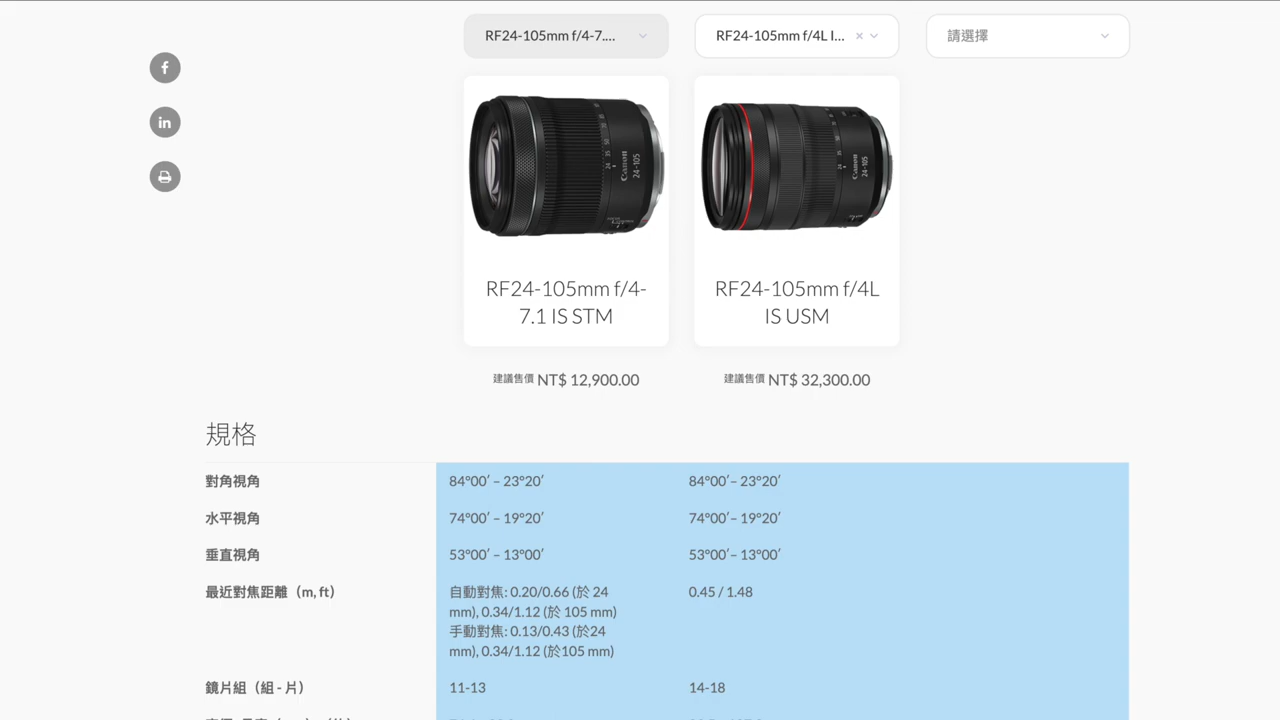 RF24-105mm f/4-7....
RF24-105mm f/4L I...
請選擇
Canon
24-105
Canon
24-105
RF24-105mm f/4-
7.1 IS STM
RF24-105mm f/4L
IS USM
建議售價 NT$ 12,900.00
建議售價 NT$ 32,300.00
規格
對角視角
84°00′ – 23°20′
84°00′– 23°20′
水平視角
74°00′ – 19°20′
74°00′– 19°20′
垂直視角
53°00′ – 13°00′
53°00′– 13°00′
最近對焦距離（m, ft）
自動對焦: 0.20/0.66 (於 24
mm), 0.34/1.12 (於 105 mm)
手動對焦: 0.13/0.43 (於24
mm), 0.34/1.12 (於105 mm)
0.45 / 1.48
鏡片組（組 - 片）
11-13
14-18